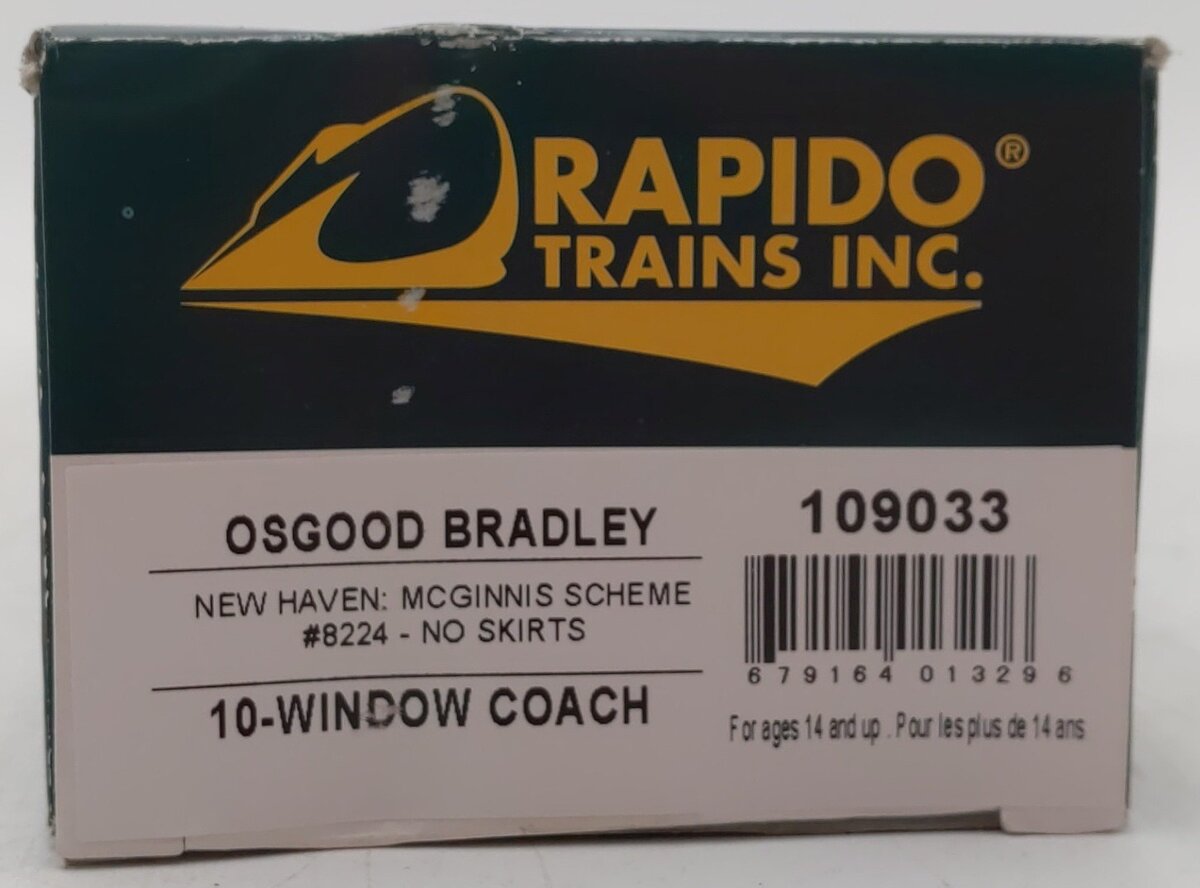 RAPIDO®
TRAINS INC.
OSGOOD BRADLEY
NEW HAVEN: MCGINNIS SCHEME
#8224 - NO SKIRTS
10-WINDOW COACH
109033
6 79164 01329 6
For ages 14 and up . Pour les plus de 14 ans